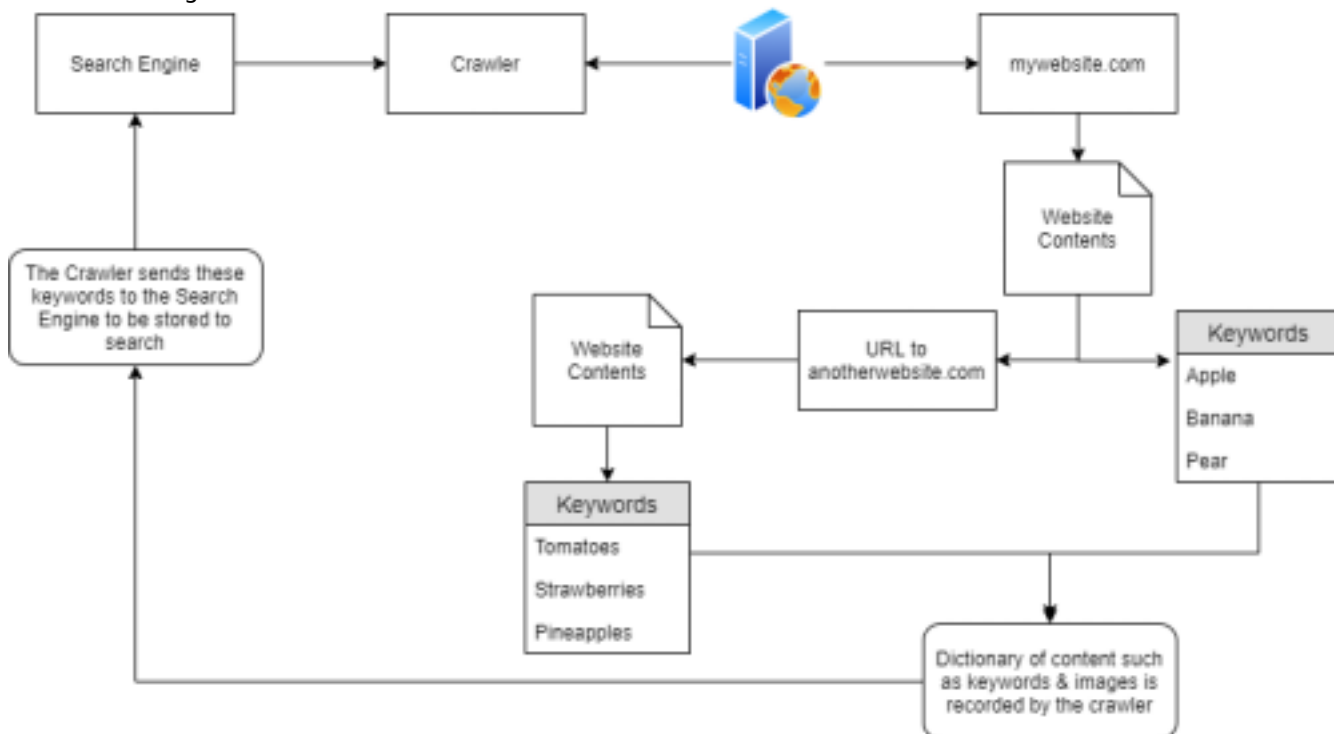 Search Engine
Crawler
mywebsite.com
Website
Contents
The Crawler sends these
keywords to the Search
Engine to be stored to
search
Website
Contents
URL to
anotherwebsite.com
Keywords
Apple
Banana
Pear
Keywords
Tomatoes
Strawberries
Pineapples
Dictionary of content such
as keywords & images is
recorded by the crawler